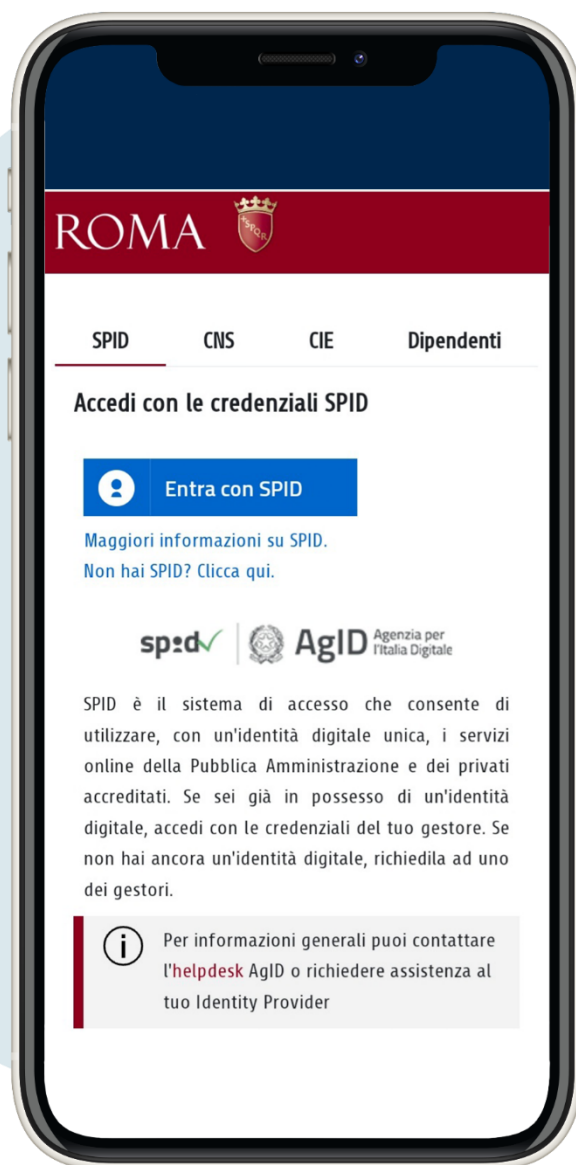 ROMA
SPQR
SPID CNS CIE Dipendenti
Accedi con le credenziali SPID
Entra con SPID
Maggiori informazioni su SPID.
Non hai SPID? Clicca qui.
spid AgID Agenzia per
l'Italia Digitale
SPID è il sistema di accesso che consente di
utilizzare, con un'identità digitale unica, i servizi
online della Pubblica Amministrazione e dei privati
accreditati. Se sei già in possesso di un'identità
digitale, accedi con le credenziali del tuo gestore. Se
non hai ancora un'identità digitale, richiedila ad uno
dei gestori.
Per informazioni generali puoi contattare
l'helpdesk AgID o richiedere assistenza al
tuo Identity Provider